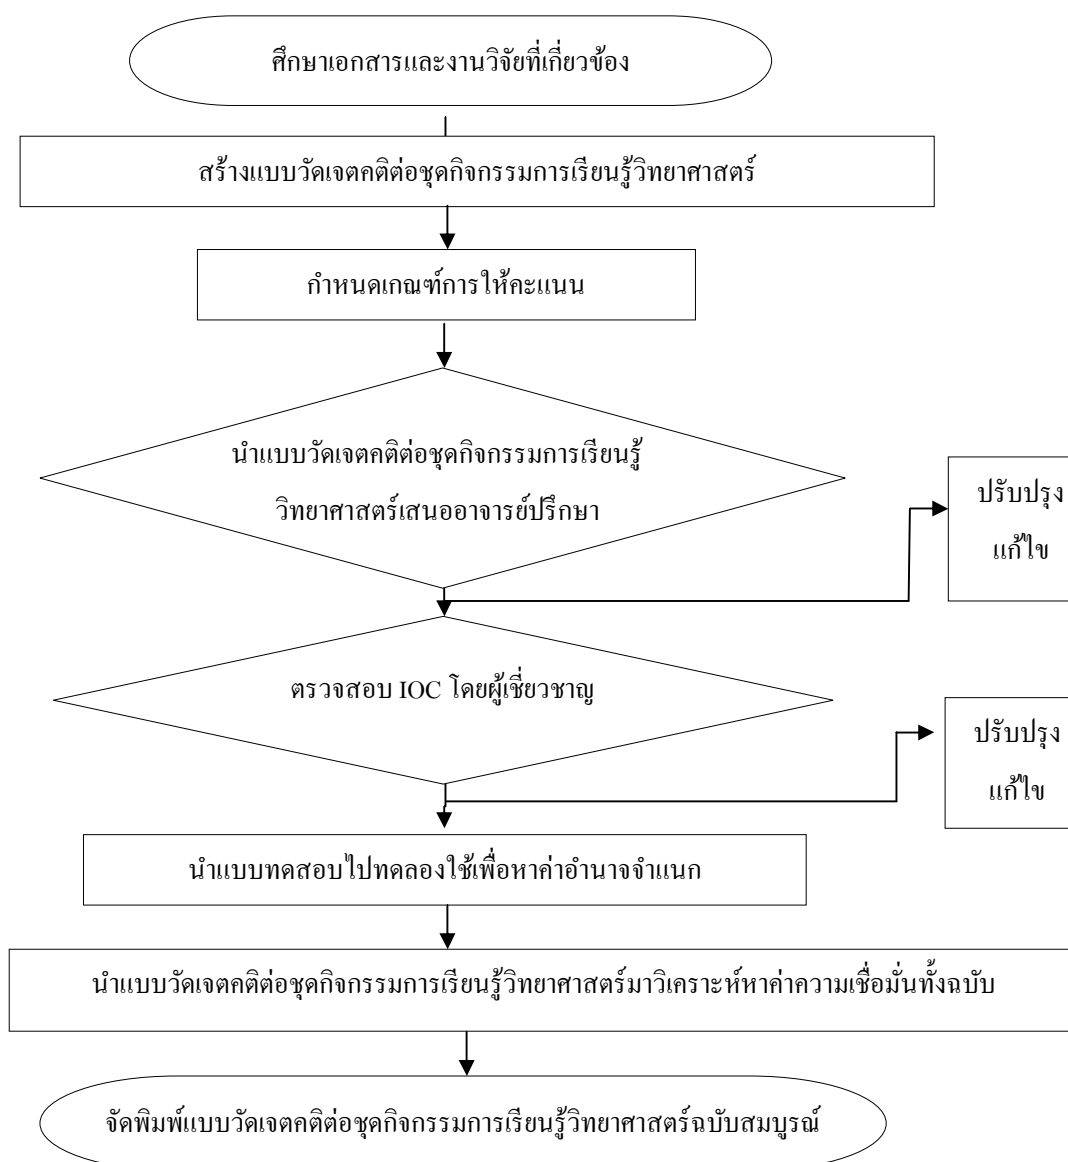 ศึกษาเอกสารและงานวิจัยที่เกี่ยวข้อง
สร้างแบบวัดเจตคติต่อชุดกิจกรรมการเรียนรู้วิทยาศาสตร์
กำหนดเกณฑ์การให้คะแนน
นำแบบวัดเจตคติต่อชุดกิจกรรมการเรียนรู้
วิทยาศาสตร์เสนออาจารย์ปรึกษา
ปรับปรุง
แก้ไข
ตรวจสอบ IOC โดยผู้เชี่ยวชาญ
ปรับปรุง
แก้ไข
นำแบบทดสอบไปทดลองใช้เพื่อหาค่าอำนาจจำแนก
นำแบบวัดเจตคติต่อชุดกิจกรรมการเรียนรู้วิทยาศาสตร์มาวิเคราะห์หาค่าความเชื่อมั่นทั้งฉบับ
จัดพิมพ์แบบวัดเจตคติต่อชุดกิจกรรมการเรียนรู้วิทยาศาสตร์ฉบับสมบูรณ์